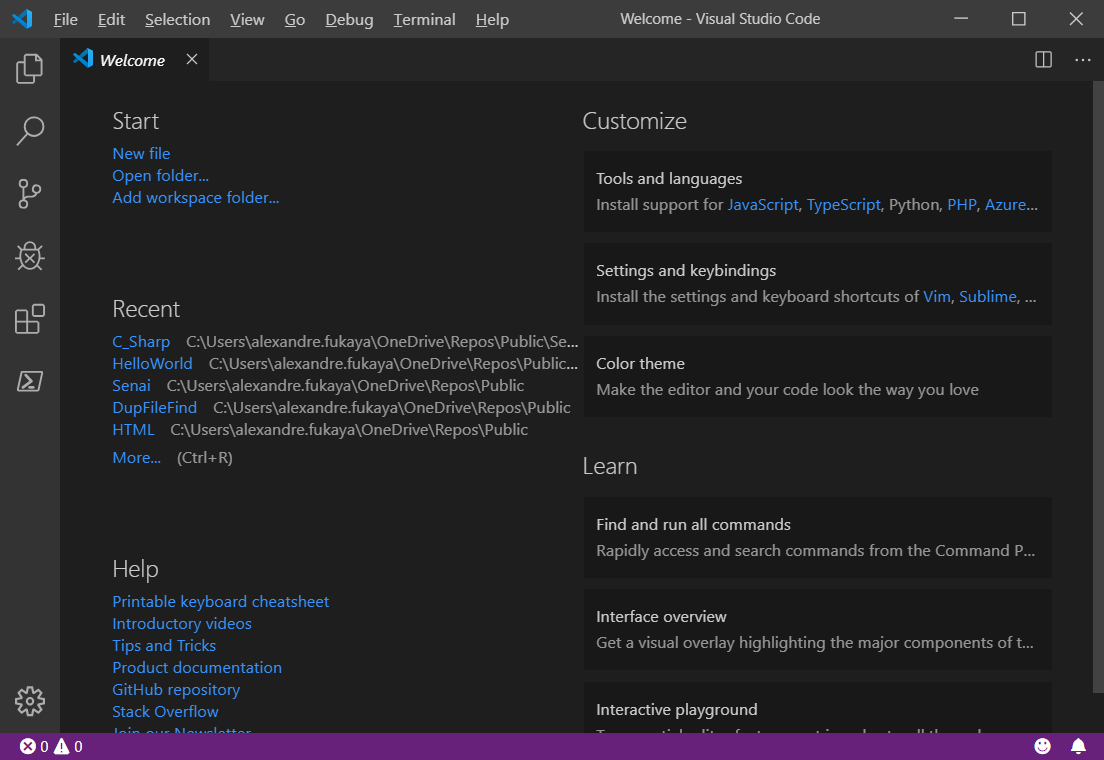 File Edit Selection View Go Debug Terminal Help Welcome - Visual Studio Code
Welcome
Start
New file
Open folder...
Add workspace folder...
Recent
C_Sharp C:\Users\alexandre.fukaya\OneDrive\Repos\Public\Se...
HelloWorld C:\Users\alexandre.fukaya\OneDrive\Repos\Public...
Senai C:\Users\alexandre.fukaya\OneDrive\Repos\Public
DupFileFind C:\Users\alexandre.fukaya\OneDrive\Repos\Public
HTML C:\Users\alexandre.fukaya\OneDrive\Repos\Public
More... (Ctrl+R)
Help
Printable keyboard cheatsheet
Introductory videos
Tips and Tricks
Product documentation
GitHub repository
Stack Overflow
Join our Newsletter
Customize
Tools and languages
Install support for JavaScript, TypeScript, Python, PHP, Azure...
Settings and keybindings
Install the settings and keyboard shortcuts of Vim, Sublime, ...
Color theme
Make the editor and your code look the way you love
Learn
Find and run all commands
Rapidly access and search commands from the Command P...
Interface overview
Get a visual overlay highlighting the major components of t...
Interactive playground
0 0